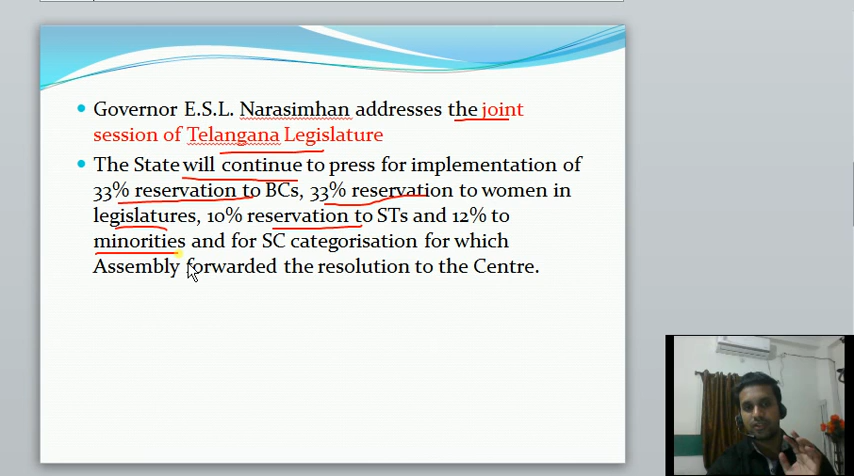 Governor E.S.L. Narasimhan addresses the joint
session of Telangana Legislature
The State will continue to press for implementation of
33% reservation to BCs, 33% reservation to women in
legislatures, 10% reservation to STs and 12% to
minorities and for SC categorisation for which
Assembly forwarded the resolution to the Centre.